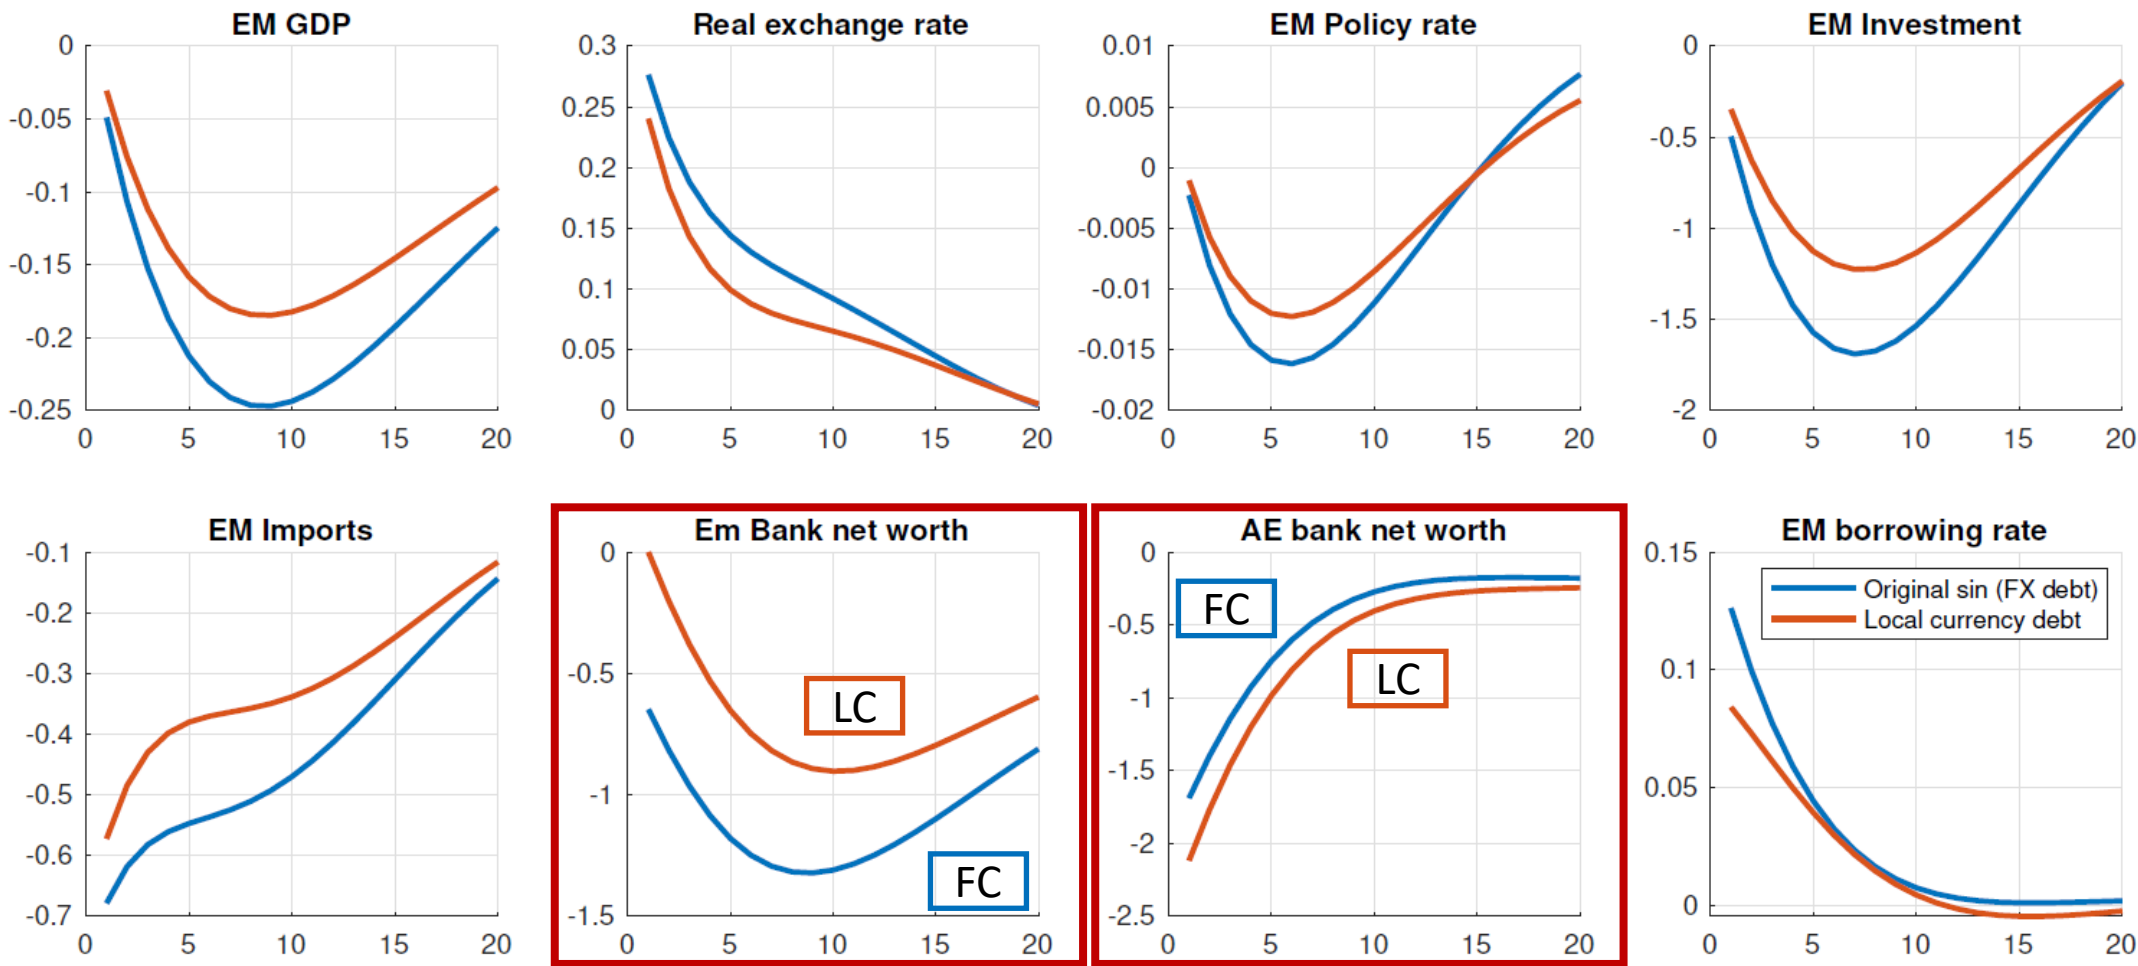 EM GDP
0
-0.05
-0.1
-0.15
-0.2
-0.25
0 5 10 15 20
Real exchange rate
0.3
0.25
0.2
0.15
0.1
0.05
0
0 5 10 15 20
EM Policy rate
0.01
0.005
0
-0.005
-0.01
-0.015
-0.02
0 5 10 15 20
EM Investment
0
-0.5
-1
-1.5
-2
0 5 10 15 20
EM Imports
-0.1
-0.2
-0.3
-0.4
-0.5
-0.6
-0.7
0 5 10 15 20
Em Bank net worth
0
-0.5
-1
-1.5
LC
FC
0 5 10 15 20
AE bank net worth
0
-0.5
-1
-1.5
-2
-2.5
FC
LC
0 5 10 15 20
EM borrowing rate
0.15
0.1
0.05
0
Original sin (FX debt)
Local currency debt
0 5 10 15 20